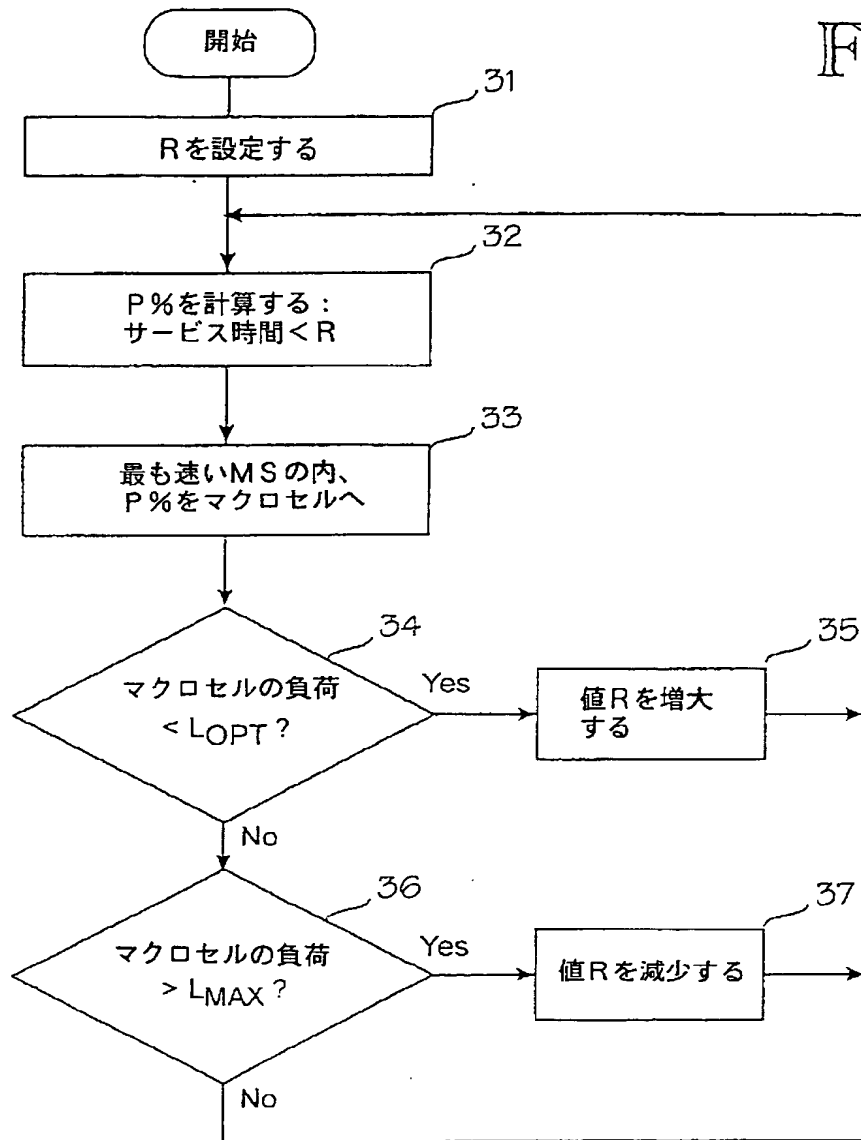 開始
F
31
Rを設定する
32
P%を計算する:
サービス時間<R
33
最も速いMSの内、
P%をマクロセルへ
34
マクロセルの負荷
< LOPT ?
Yes
35
値Rを増大
する
No
36
マクロセルの負荷
> LMAX ?
Yes
37
値Rを減少する
No